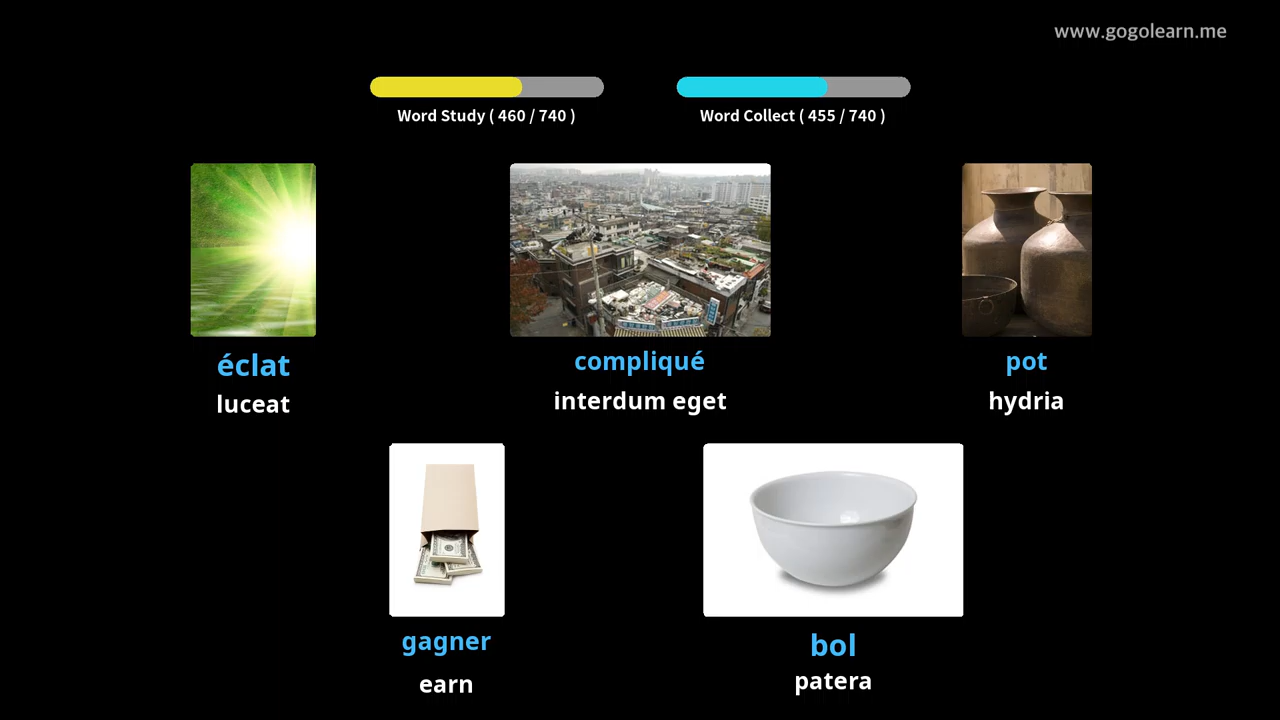 www.gogolearn.me
Word Study ( 460 / 740 )
Word Collect ( 455 / 740 )
éclat
luceat
compliqué
interdum eget
pot
hydria
gagner
earn
bol
patera